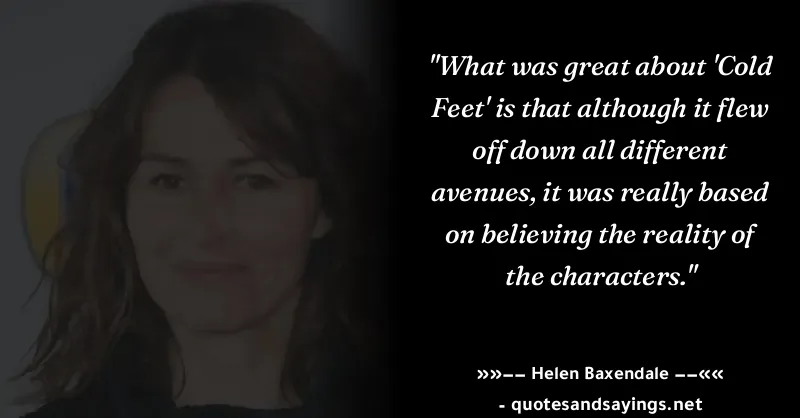 "What was great about 'Cold
Feet' is that although it flew
off down all different
avenues, it was really based
on believing the reality of
the characters."
»»−− Helen Baxendale −−««
- quotesandsayings.net